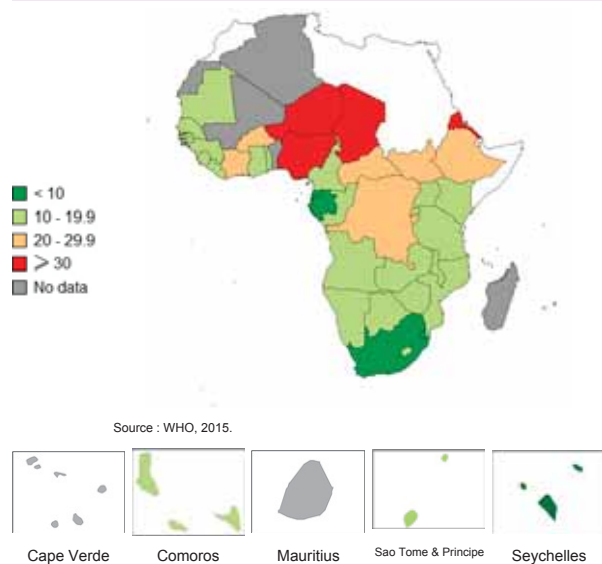 < 10
10 - 19.9
20 - 29.9
⩾ 30
No data
Source : WHO, 2015.
Cape Verde
Comoros
Mauritius
Sao Tome & Principe
Seychelles